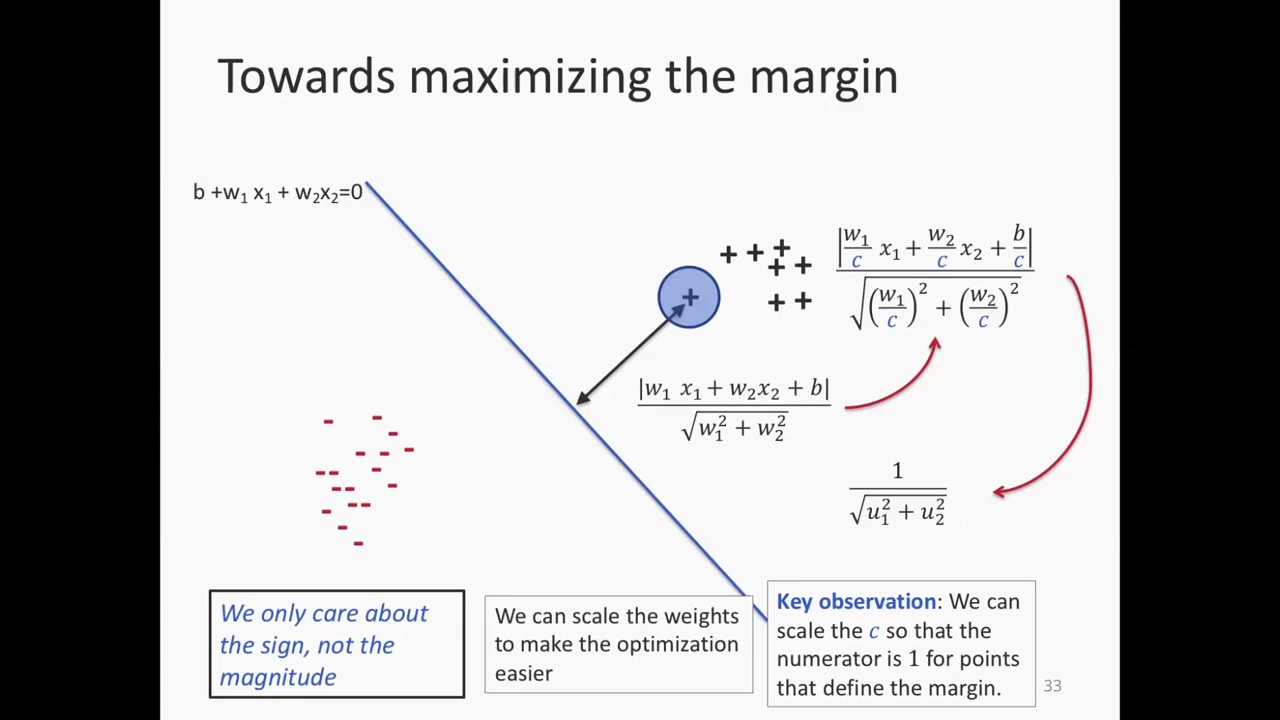 Towards maximizing the margin
b +w₁ x₁ + w₂x₂=0
|w₁/c x₁ + w₂/c x₂ + b/c|
√((w₁/c)² + (w₂/c)²)
|w₁ x₁ + w₂x₂ + b|
√(w₁² + w₂²)
1
√(u₁² + u₂²)
We only care about
the sign, not the
magnitude
We can scale the weights
to make the optimization
easier
Key observation: We can
scale the c so that the
numerator is 1 for points
that define the margin.
33